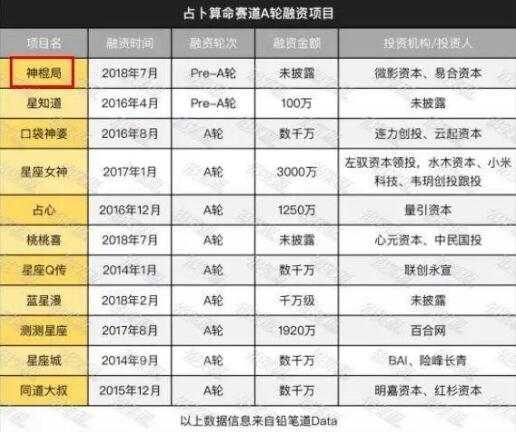 占卜算命赛道A轮融资项目
项目名 融资时间 融资轮次 融资金额 投资机构/投资人
神棍局 2018年7月 Pre-A轮 未披露 微影资本、易合资本
星知道 2016年4月 Pre-A轮 100万 未披露
口袋神婆 2016年8月 A轮 数千万 连力创投、云起资本
星座女神 2017年1月 A轮 3000万 左驭资本领投，水木资本、小米
科技、韦玥创投跟投
占心 2016年12月 A轮 1250万 量引资本
桃桃喜 2018年7月 A轮 未披露 心元资本、中民国投
星座Q传 2014年1月 A轮 数千万 联创永宣
蓝星漫 2018年2月 A轮 千万级 未披露
测测星座 2017年8月 A轮 1920万 百合网
星座城 2014年9月 A轮 数千万 BAI、险峰长青
同道大叔 2015年12月 A轮 数千万 明嘉资本、红杉资本
以上数据信息来自铅笔道Data